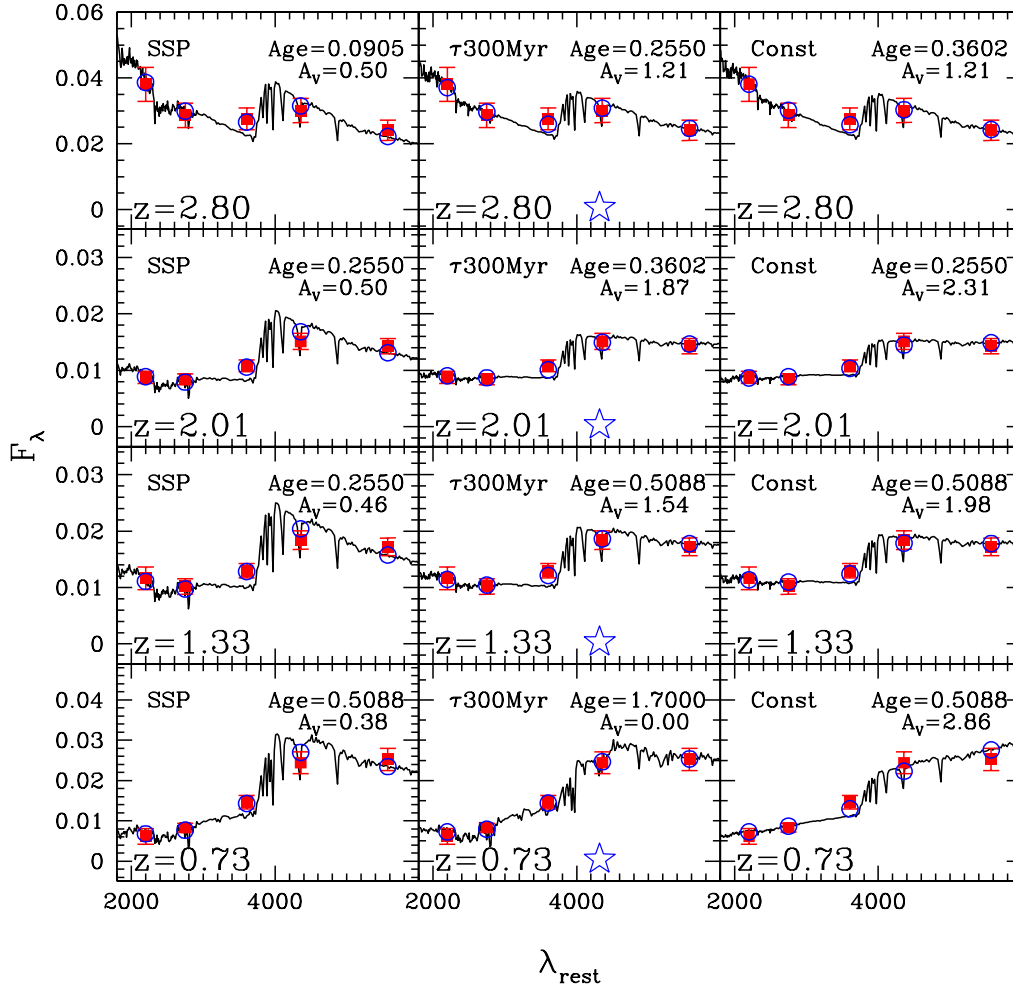 0.06
SSP Age=0.0905
A_V=0.50
τ300Myr Age=0.2550
A_V=1.21
Const Age=0.3602
A_V=1.21
0.04
0.02
0
z=2.80
z=2.80
z=2.80
0.03
SSP Age=0.2550
A_V=0.50
τ300Myr Age=0.3602
A_V=1.87
Const Age=0.2550
A_V=2.31
0.02
0.01
0
z=2.01
z=2.01
z=2.01
F_λ
0.03
SSP Age=0.2550
A_V=0.46
τ300Myr Age=0.5088
A_V=1.54
Const Age=0.5088
A_V=1.98
0.02
0.01
0
z=1.33
z=1.33
z=1.33
0.04
SSP Age=0.5088
A_V=0.38
τ300Myr Age=1.7000
A_V=0.00
Const Age=0.5088
A_V=2.86
0.03
0.02
0.01
0
z=0.73
z=0.73
z=0.73
2000 4000 2000 4000 2000 4000
λ_rest